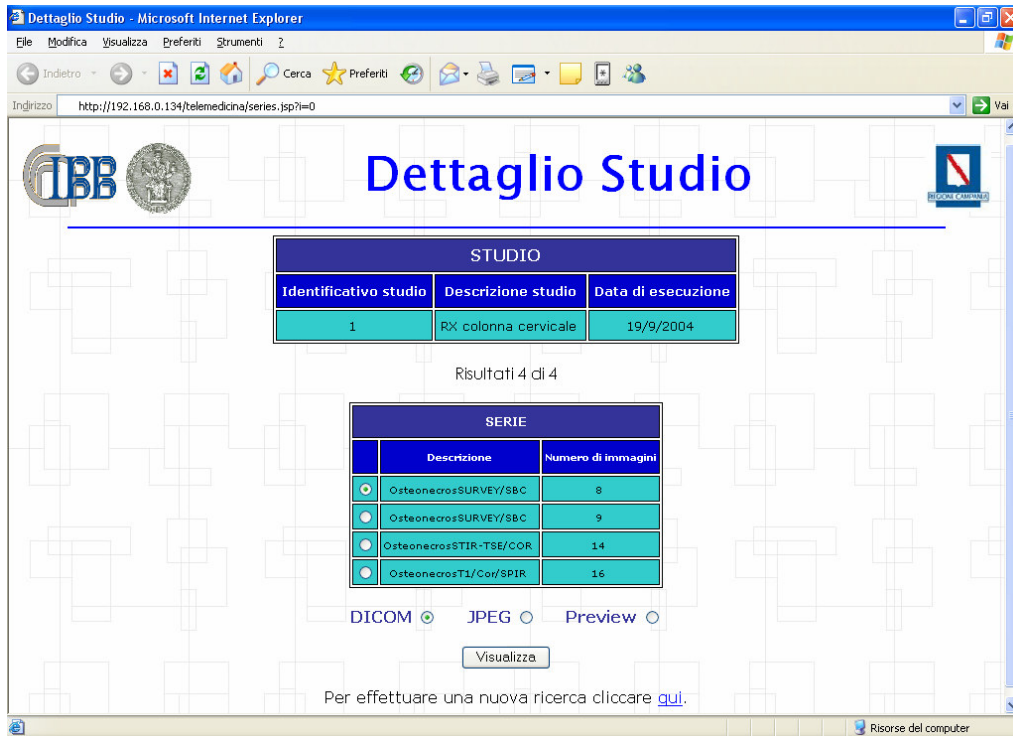 Dettaglio Studio - Microsoft Internet Explorer
File Modifica Visualizza Preferiti Strumenti ?
Indietro Cerca Preferiti
Indirizzo http://192.168.0.134/telemedicina/series.jsp?i=0 Vai
IBB Dettaglio Studio REGIONE CAMPANIA
STUDIO
Identificativo studio Descrizione studio Data di esecuzione
1 RX colonna cervicale 19/9/2004
Risultati 4 di 4
SERIE
Descrizione Numero di immagini
OsteonecrosSURVEY/SBC 8
OsteonecrosSURVEY/SBC 9
OsteonecrosSTIR-TSE/COR 14
OsteonecrosT1/Cor/SPIR 16
DICOM JPEG Preview
Visualizza
Per effettuare una nuova ricerca cliccare qui.
Risorse del computer